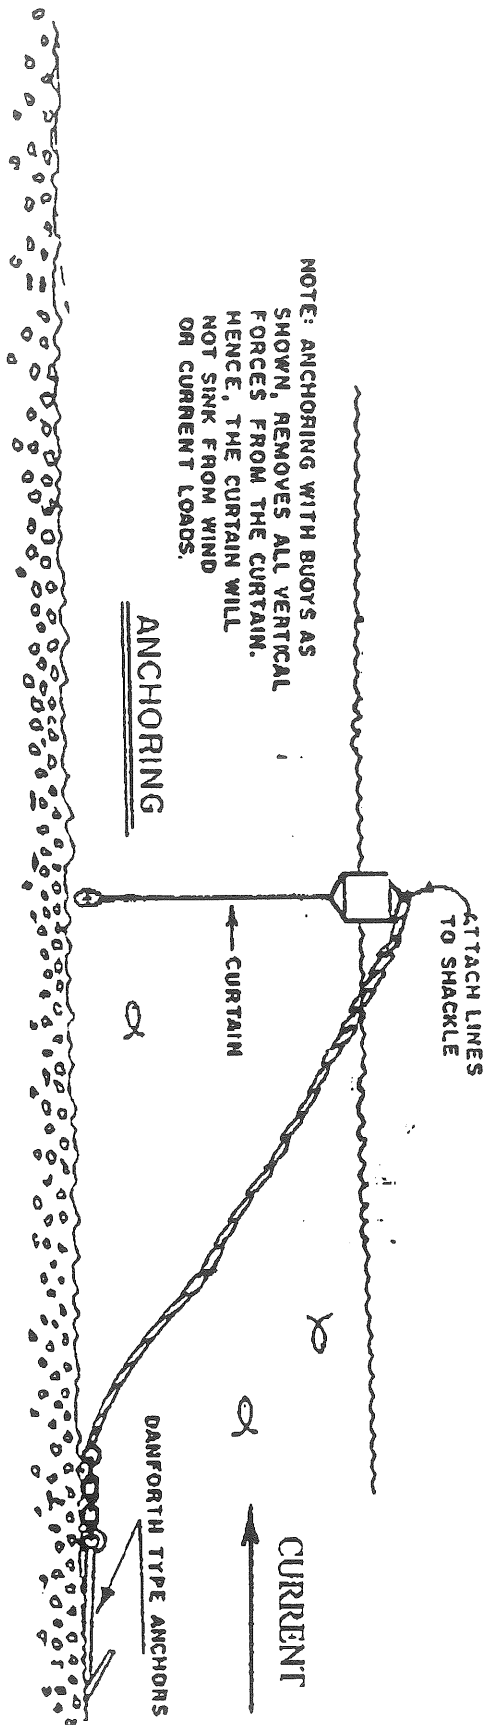 ATTACH LINES
TO SHACKLE
NOTE: ANCHORING WITH BUOYS AS
SHOWN, REMOVES ALL VERTICAL
FORCES FROM THE CURTAIN.
HENCE, THE CURTAIN WILL
NOT SINK FROM WIND
OR CURRENT LOADS.
CURTAIN
CURRENT
ANCHORING
DANFORTH TYPE ANCHORS